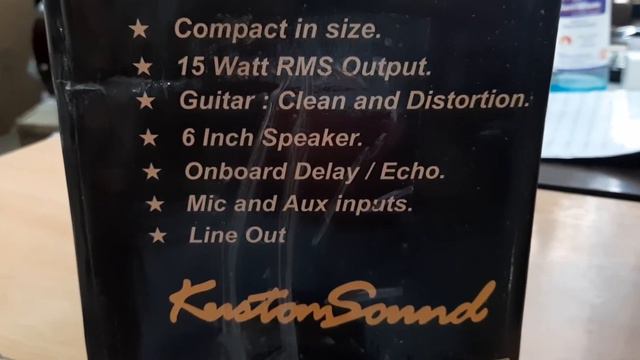 ★ Compact in size.
★ 15 Watt RMS Output.
★ Guitar : Clean and Distortion.
★ 6 Inch Speaker.
★ Onboard Delay / Echo.
★ Mic and Aux inputs.
★ Line Out
KustomSound